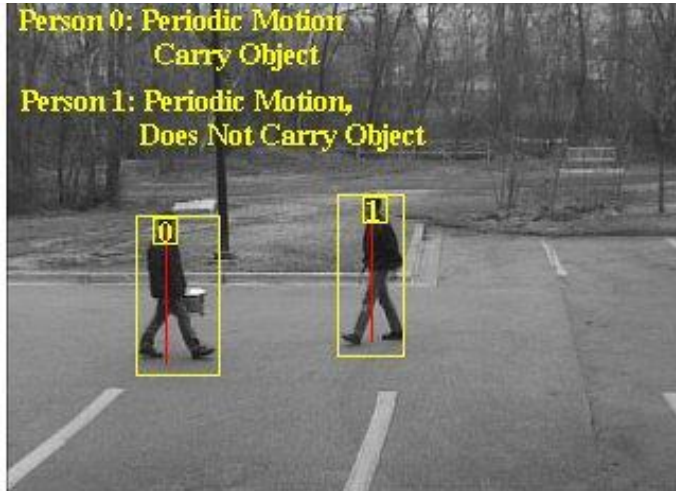 Person 0: Periodic Motion
Carry Object
Person 1: Periodic Motion,
Does Not Carry Object
1
0